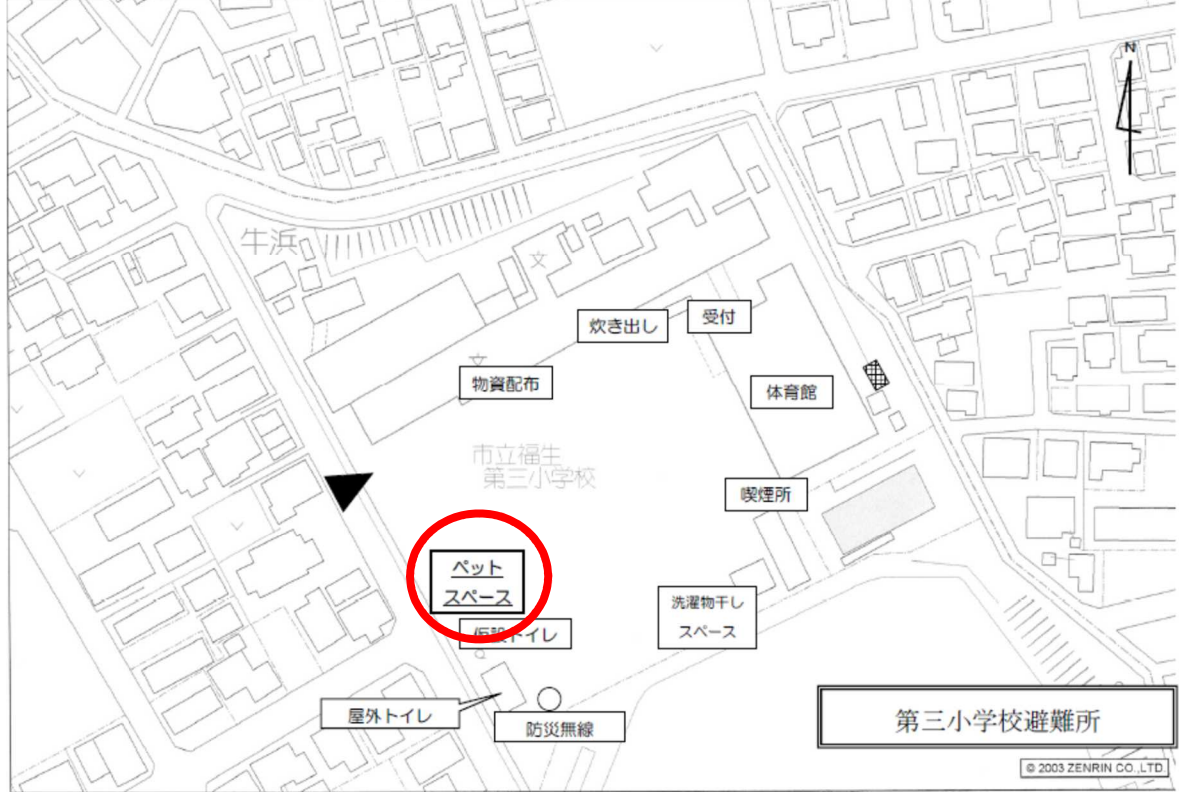 N
牛浜
文
炊き出し
受付
文
物資配布
体育館
市立福生
第三小学校
喫煙所
ペット
スペース
洗濯物干し
スペース
仮設トイレ
屋外トイレ
防災無線
第三小学校避難所
© 2003 ZENRIN CO.,LTD